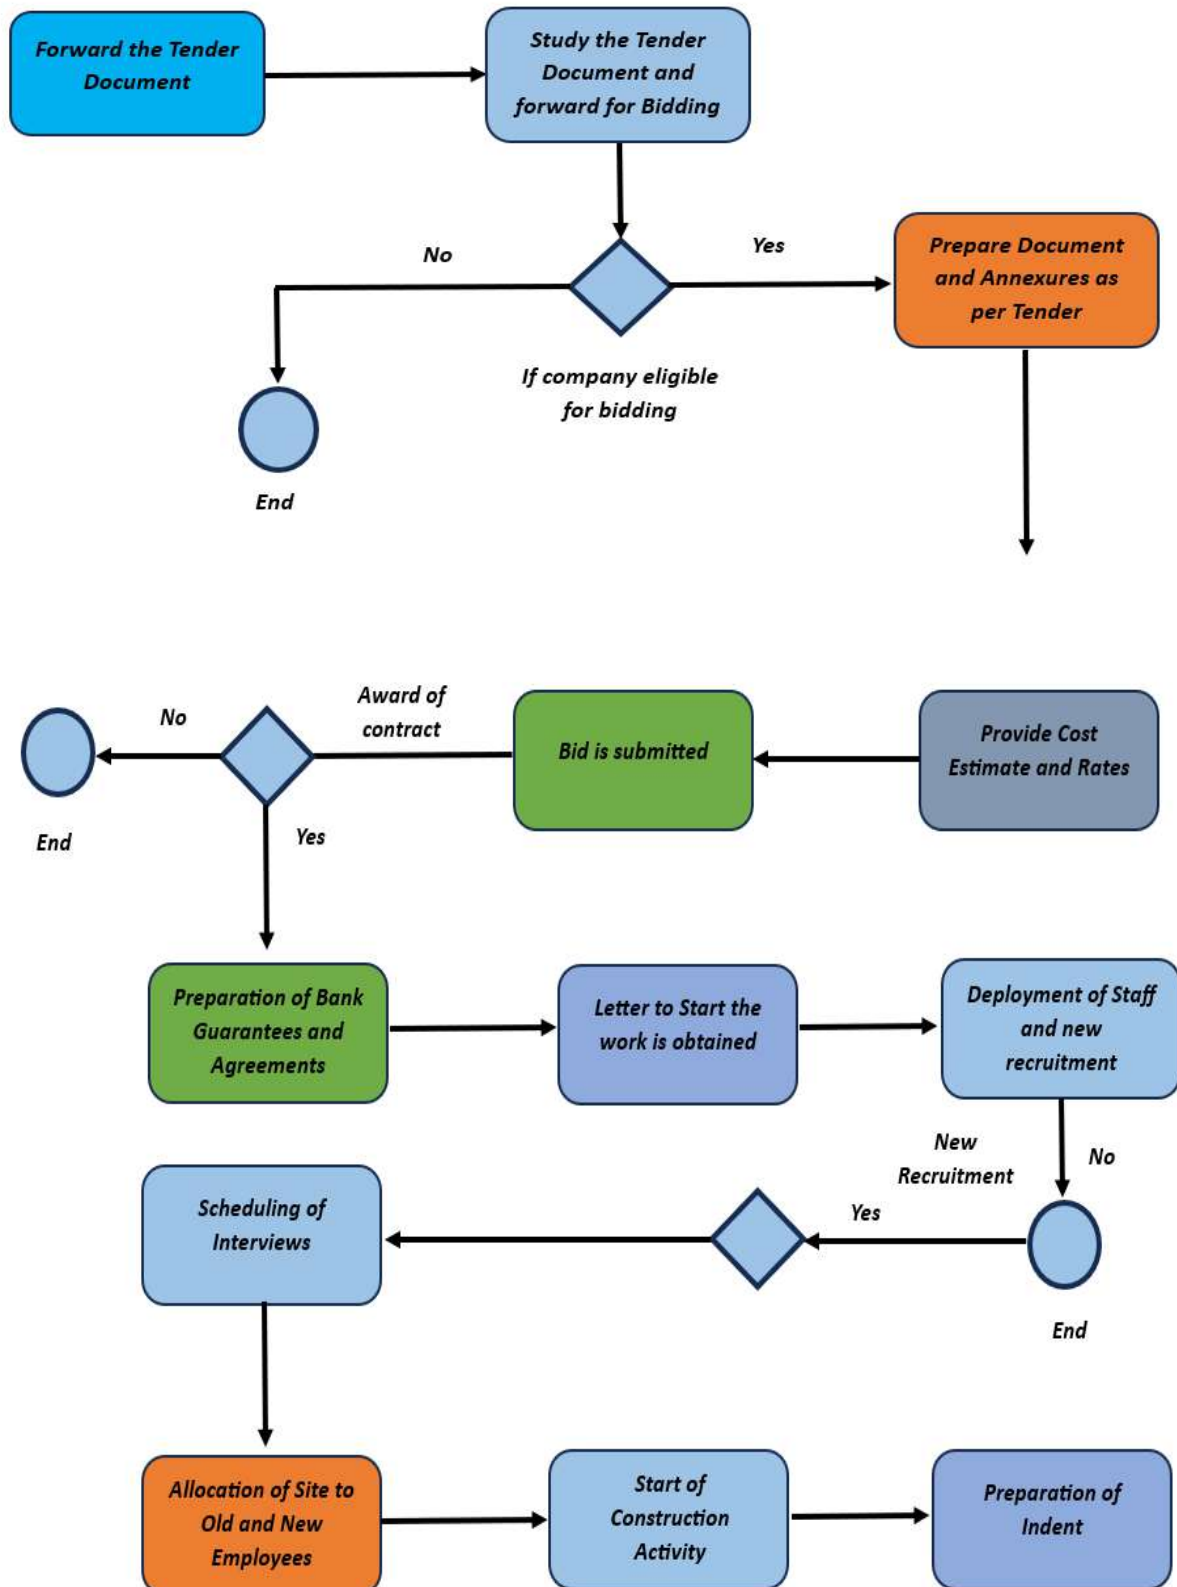 Forward the Tender
Document
Study the Tender
Document and
forward for Bidding
No
Yes
Prepare Document
and Annexures as
per Tender
If company eligible
for bidding
End
Award of
contract
No
Bid is submitted
Provide Cost
Estimate and Rates
End
Yes
Preparation of Bank
Guarantees and
Agreements
Letter to Start the
work is obtained
Deployment of Staff
and new
recruitment
New
Recruitment
No
Yes
Scheduling of
Interviews
End
Allocation of Site to
Old and New
Employees
Start of
Construction
Activity
Preparation of
Indent